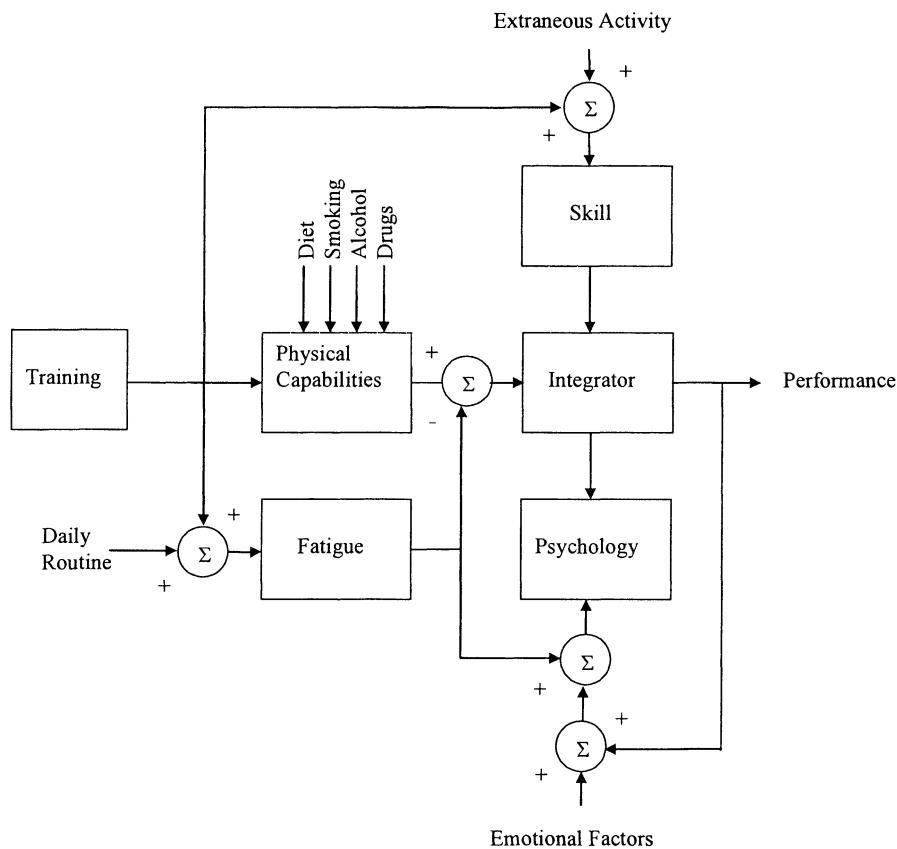 Extraneous Activity
+
Σ
+
Skill
Diet
Smoking
Alcohol
Drugs
Training
Physical
Capabilities
+
Σ
-
Integrator
Performance
Daily
Routine
+
Σ
+
Fatigue
Psychology
Σ
+
+
Σ
+
Emotional Factors